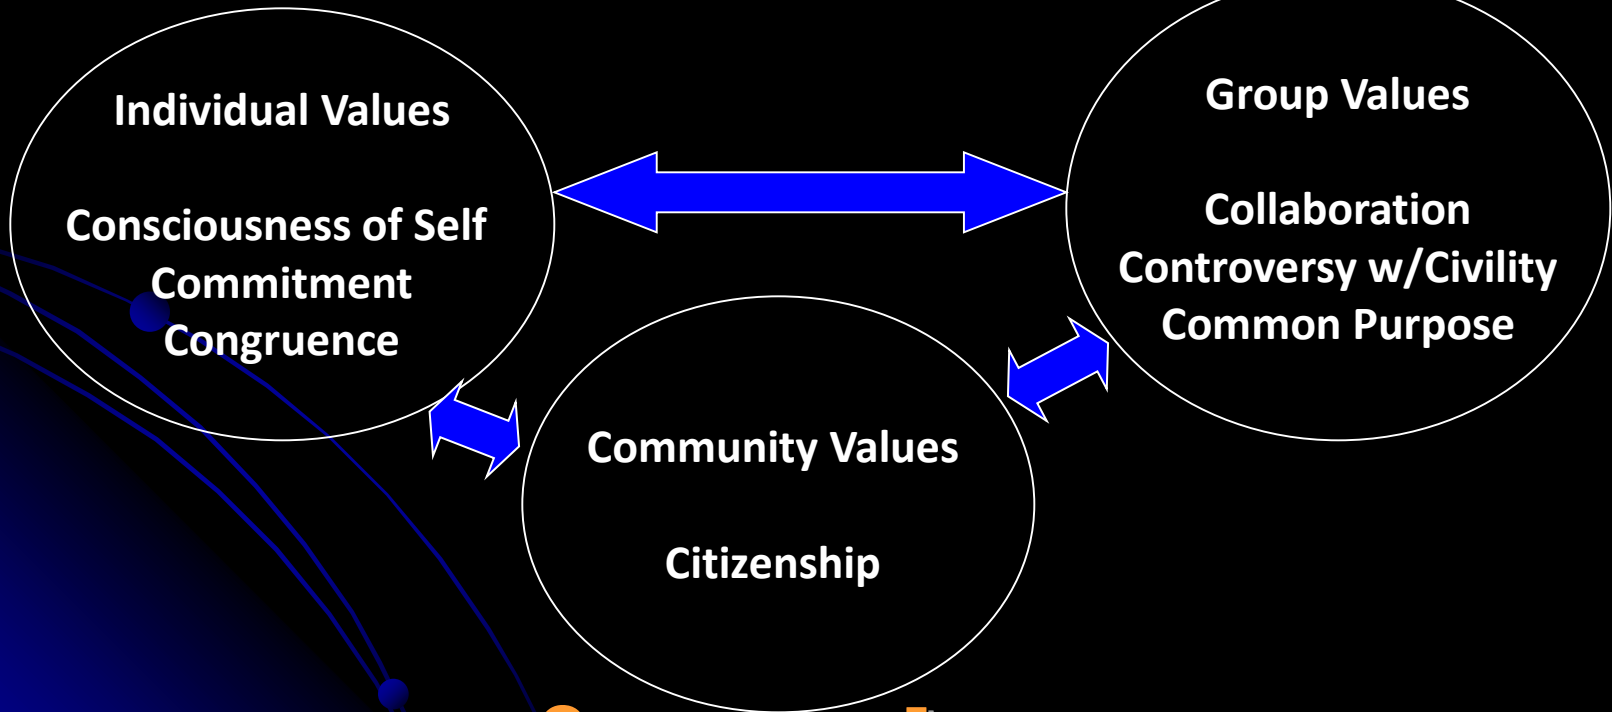 Individual Values
Consciousness of Self
Commitment
Congruence
Group Values
Collaboration
Controversy w/Civility
Common Purpose
Community Values
Citizenship